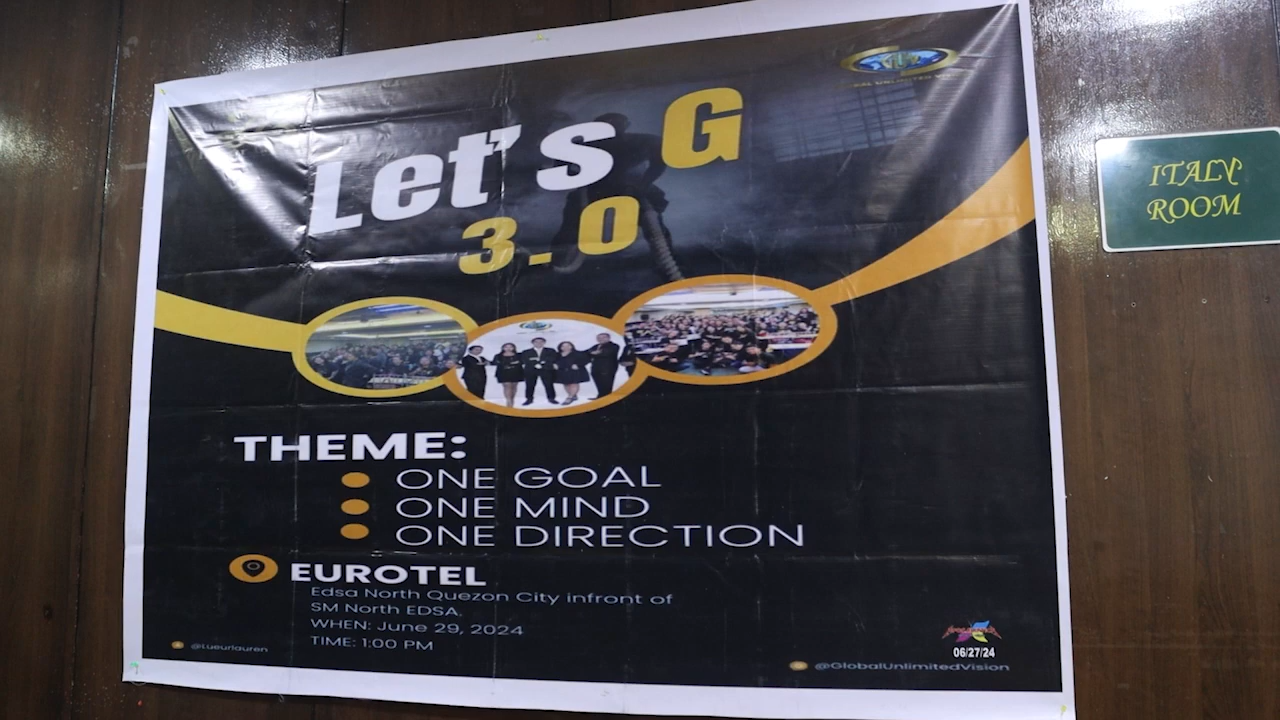 Let's G
3.0
THEME:
ONE GOAL
ONE MIND
ONE DIRECTION
EUROTEL
Edsa North Quezon City infront of
SM North EDSA.
WHEN: June 29, 2024
TIME: 1:00 PM
@Lueurlauren
06/27/24
@GlobalUnlimitedVision
ITALY
ROOM